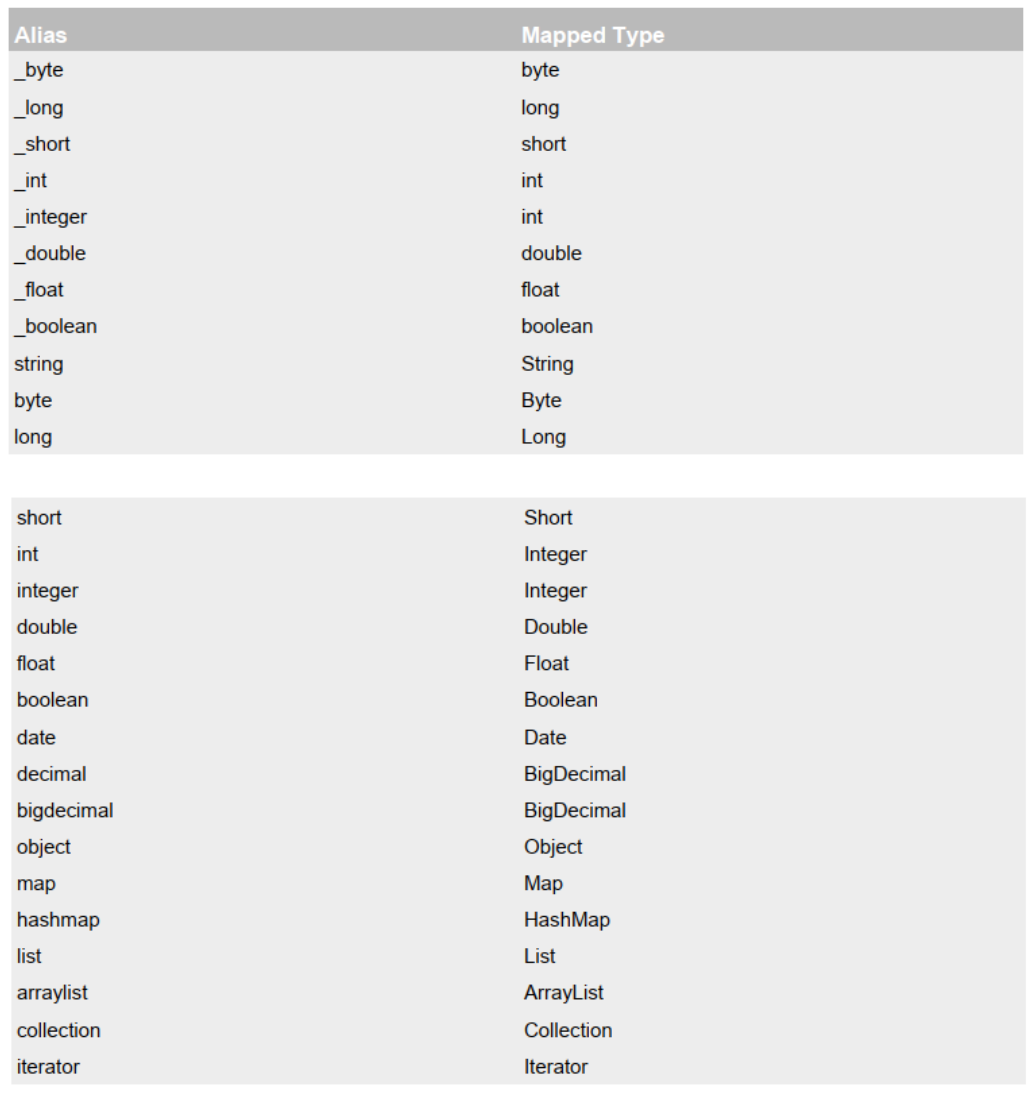 Alias Mapped Type
_byte byte
_long long
_short short
_int int
_integer int
_double double
_float float
_boolean boolean
string String
byte Byte
long Long
short Short
int Integer
integer Integer
double Double
float Float
boolean Boolean
date Date
decimal BigDecimal
bigdecimal BigDecimal
object Object
map Map
hashmap HashMap
list List
arraylist ArrayList
collection Collection
iterator Iterator